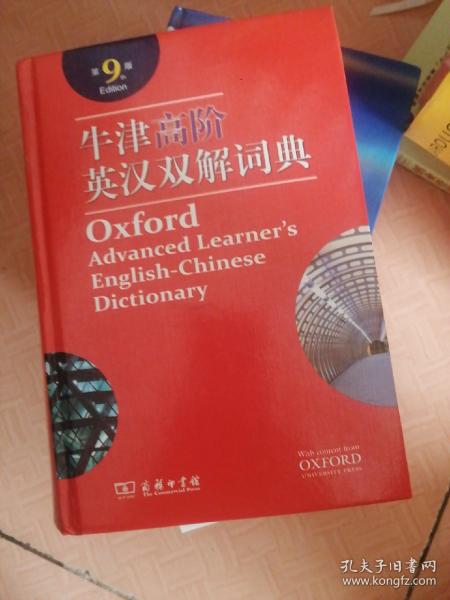 第9版
th
Edition
牛津高阶
英汉双解词典
Oxford
Advanced Learner's
English-Chinese
Dictionary
With content from
OXFORD
UNIVERSITY PRESS
商务印书馆
The Commercial Press
孔夫子旧书网
www.kongfz.com